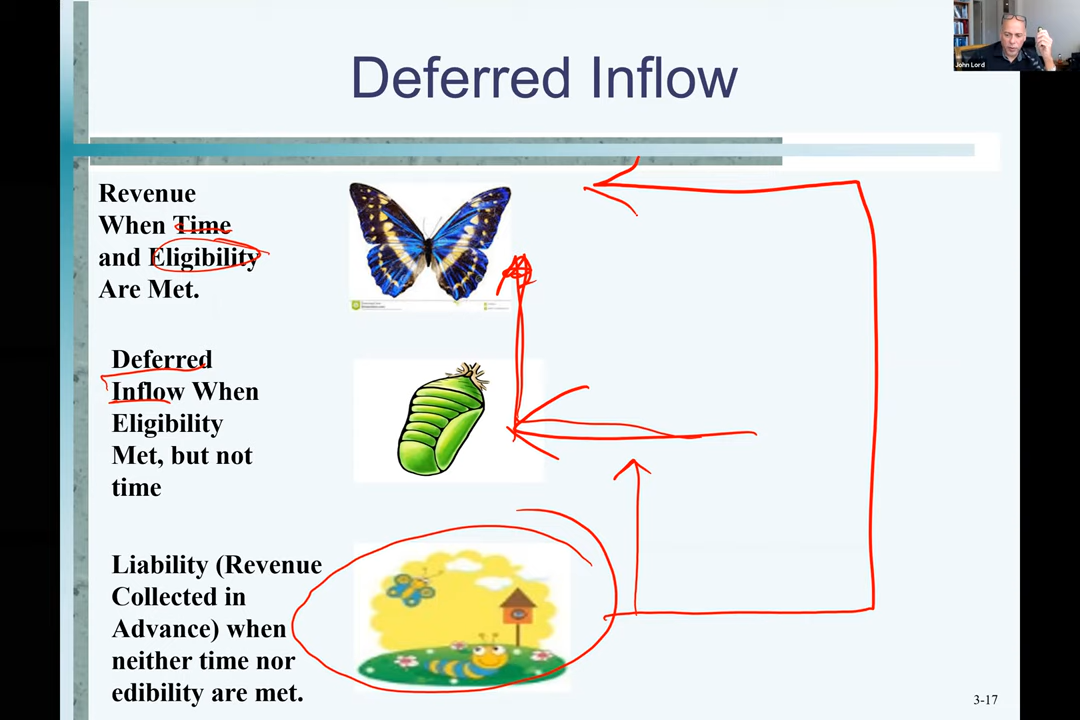 John Lord
Deferred Inflow
Revenue
When Time
and Eligibility
Are Met.
Deferred
Inflow When
Eligibility
Met, but not
time
Liability (Revenue
Collected in
Advance) when
neither time nor
edibility are met.
3-17